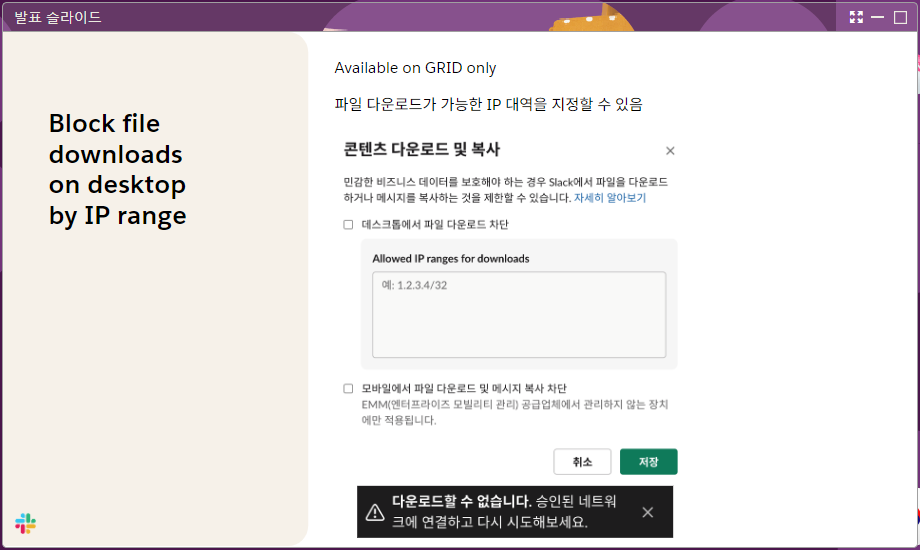 발표 슬라이드
Block file
downloads
on desktop
by IP range
Available on GRID only
파일 다운로드가 가능한 IP 대역을 지정할 수 있음
콘텐츠 다운로드 및 복사
민감한 비즈니스 데이터를 보호해야 하는 경우 Slack에서 파일을 다운로드
하거나 메시지를 복사하는 것을 제한할 수 있습니다. 자세히 알아보기
데스크톱에서 파일 다운로드 차단
Allowed IP ranges for downloads
예: 1.2.3.4/32
모바일에서 파일 다운로드 및 메시지 복사 차단
EMM(엔터프라이즈 모빌리티 관리) 공급업체에서 관리하지 않는 장치
에만 적용됩니다.
취소
저장
다운로드할 수 없습니다. 승인된 네트워
크에 연결하고 다시 시도해보세요.